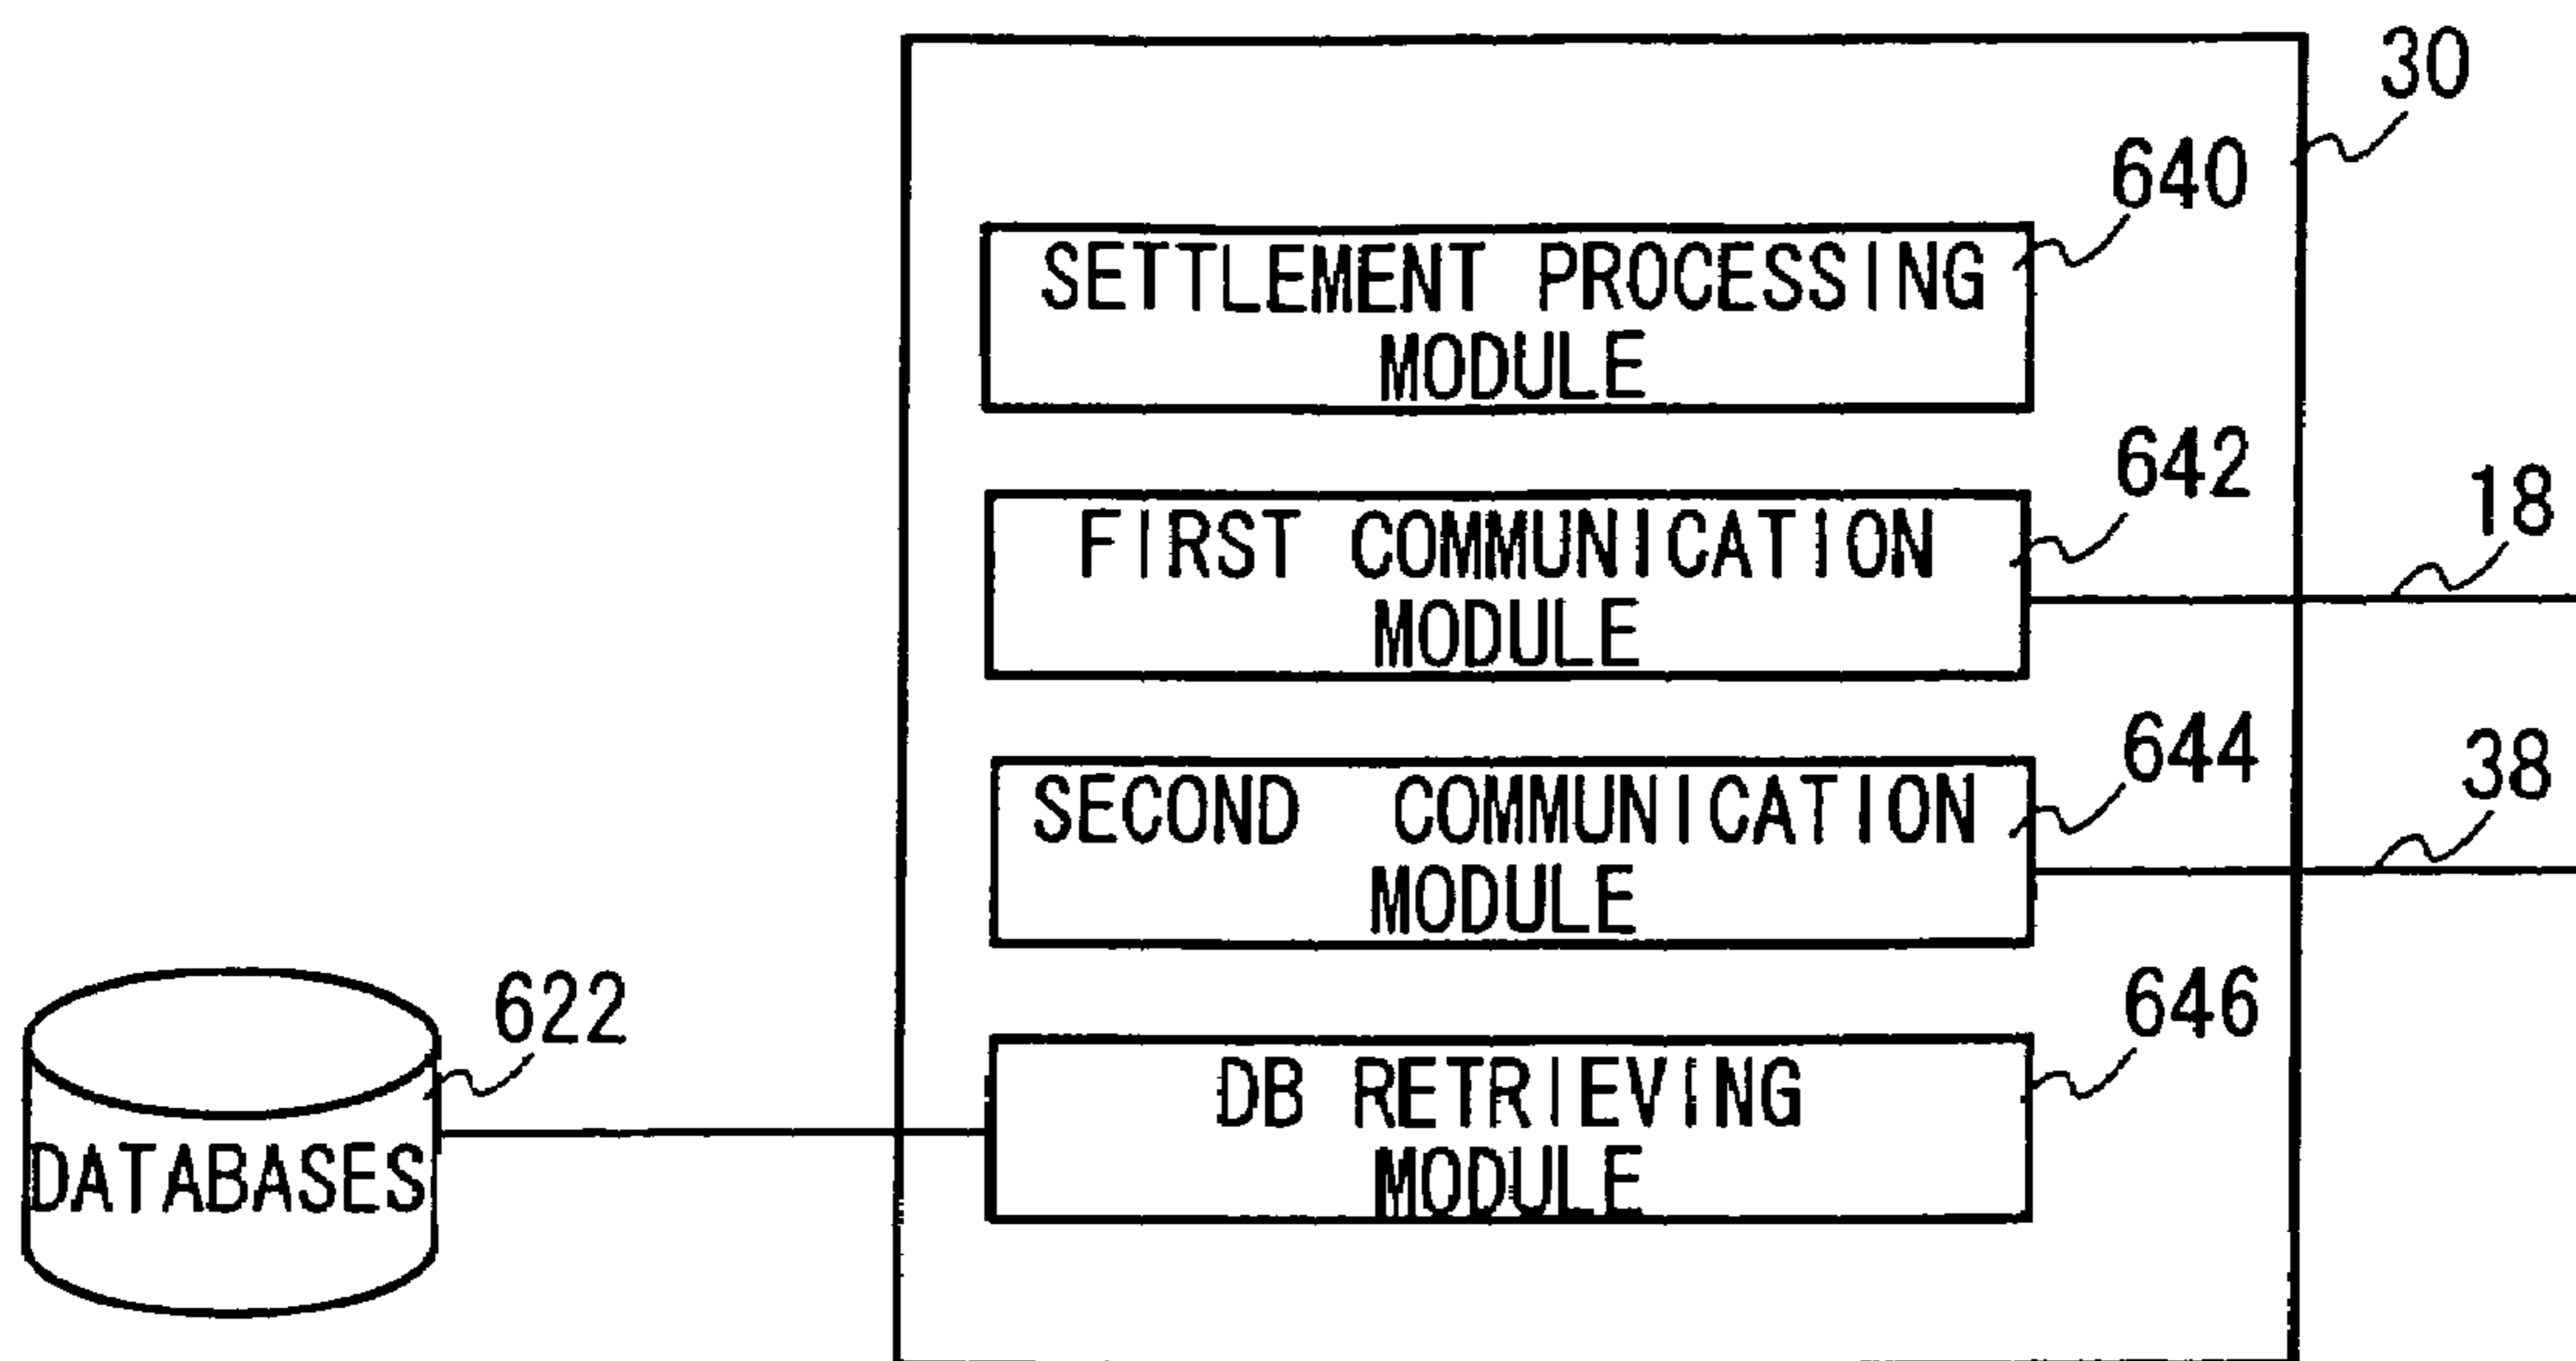 30
640
SETTLEMENT PROCESSING
MODULE
642
FIRST COMMUNICATION
MODULE
18
644
SECOND COMMUNICATION
MODULE
38
622
DATABASES
646
DB RETRIEVING
MODULE